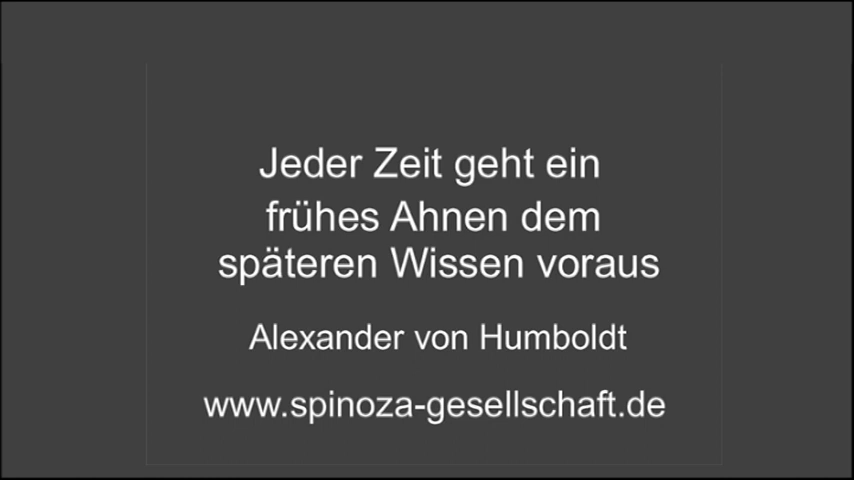 Jeder Zeit geht ein
frühes Ahnen dem
späteren Wissen voraus
Alexander von Humboldt
www.spinoza-gesellschaft.de